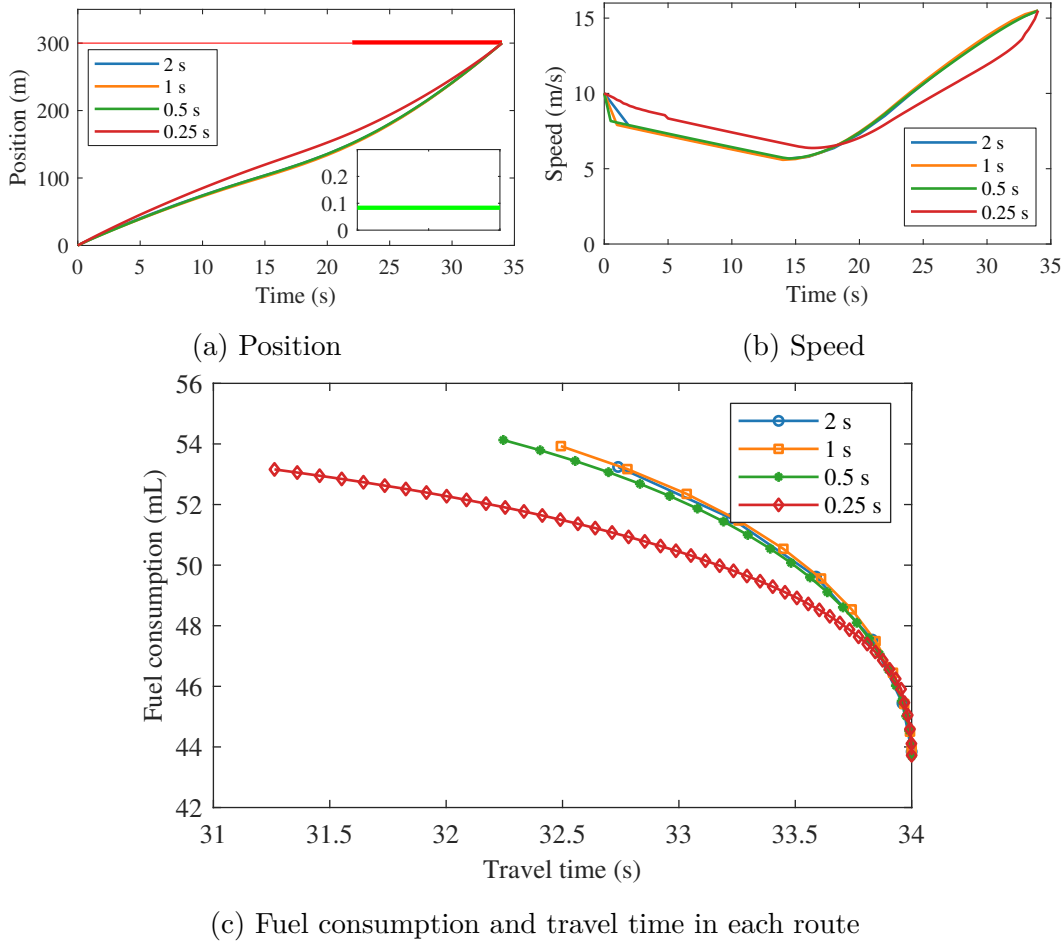 300
200
100
0
Position (m)
2 s
1 s
0.5 s
0.25 s
0.2
0.1
0
0 5 10 15 20 25 30 35
Time (s)
(a) Position
15
10
5
0
Speed (m/s)
2 s
1 s
0.5 s
0.25 s
0 5 10 15 20 25 30 35
Time (s)
(b) Speed
56
54
52
50
48
46
44
42
Fuel consumption (mL)
2 s
1 s
0.5 s
0.25 s
31 31.5 32 32.5 33 33.5 34
Travel time (s)
(c) Fuel consumption and travel time in each route